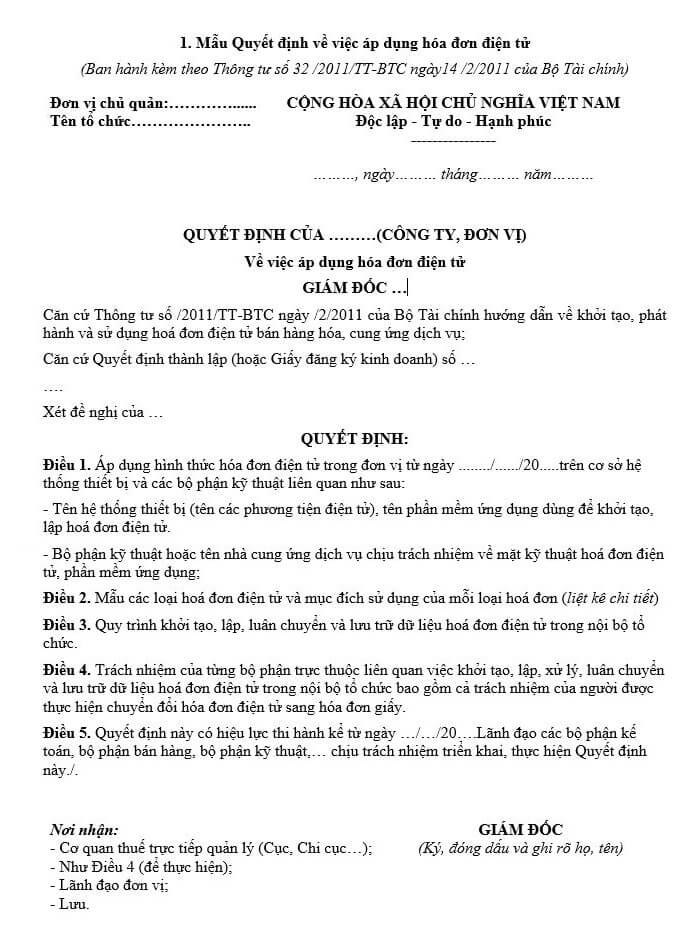 1. Mẫu Quyết định về việc áp dụng hóa đơn điện tử
(Ban hành kèm theo Thông tư số 32 /2011/TT-BTC ngày14 /2/2011 của Bộ Tài chính)
Đơn vị chủ quản:…………......
Tên tổ chức…………………..
CỘNG HÒA XÃ HỘI CHỦ NGHĨA VIỆT NAM
Độc lập - Tự do - Hạnh phúc
----------------
………, ngày……… tháng……… năm………
QUYẾT ĐỊNH CỦA ………(CÔNG TY, ĐƠN VỊ)
Về việc áp dụng hóa đơn điện tử
GIÁM ĐỐC …
Căn cứ Thông tư số /2011/TT-BTC ngày /2/2011 của Bộ Tài chính hướng dẫn về khởi tạo, phát
hành và sử dụng hoá đơn điện tử bán hàng hóa, cung ứng dịch vụ;
Căn cứ Quyết định thành lập (hoặc Giấy đăng ký kinh doanh) số …
….
Xét đề nghị của …
QUYẾT ĐỊNH:
Điều 1. Áp dụng hình thức hóa đơn điện tử trong đơn vị từ ngày ......../....../20.....trên cơ sở hệ
thống thiết bị và các bộ phận kỹ thuật liên quan như sau:
- Tên hệ thống thiết bị (tên các phương tiện điện tử), tên phần mềm ứng dụng dùng để khởi tạo,
lập hoá đơn điện tử.
- Bộ phận kỹ thuật hoặc tên nhà cung ứng dịch vụ chịu trách nhiệm về mặt kỹ thuật hoá đơn điện
tử, phần mềm ứng dụng;
Điều 2. Mẫu các loại hoá đơn điện tử và mục đích sử dụng của mỗi loại hoá đơn (liệt kê chi tiết)
Điều 3. Quy trình khởi tạo, lập, luân chuyển và lưu trữ dữ liệu hoá đơn điện tử trong nội bộ tổ
chức.
Điều 4. Trách nhiệm của từng bộ phận trực thuộc liên quan việc khởi tạo, lập, xử lý, luân chuyển
và lưu trữ dữ liệu hoá đơn điện tử trong nội bộ tổ chức bao gồm cả trách nhiệm của người được
thực hiện chuyển đổi hóa đơn điện tử sang hóa đơn giấy.
Điều 5. Quyết định này có hiệu lực thi hành kể từ ngày …/…/20….Lãnh đạo các bộ phận kế
toán, bộ phận bán hàng, bộ phận kỹ thuật,… chịu trách nhiệm triển khai, thực hiện Quyết định
này./.
Nơi nhận:
- Cơ quan thuế trực tiếp quản lý (Cục, Chi cục…);
- Như Điều 4 (để thực hiện);
- Lãnh đạo đơn vị;
- Lưu.
GIÁM ĐỐC
(Ký, đóng dấu và ghi rõ họ, tên)